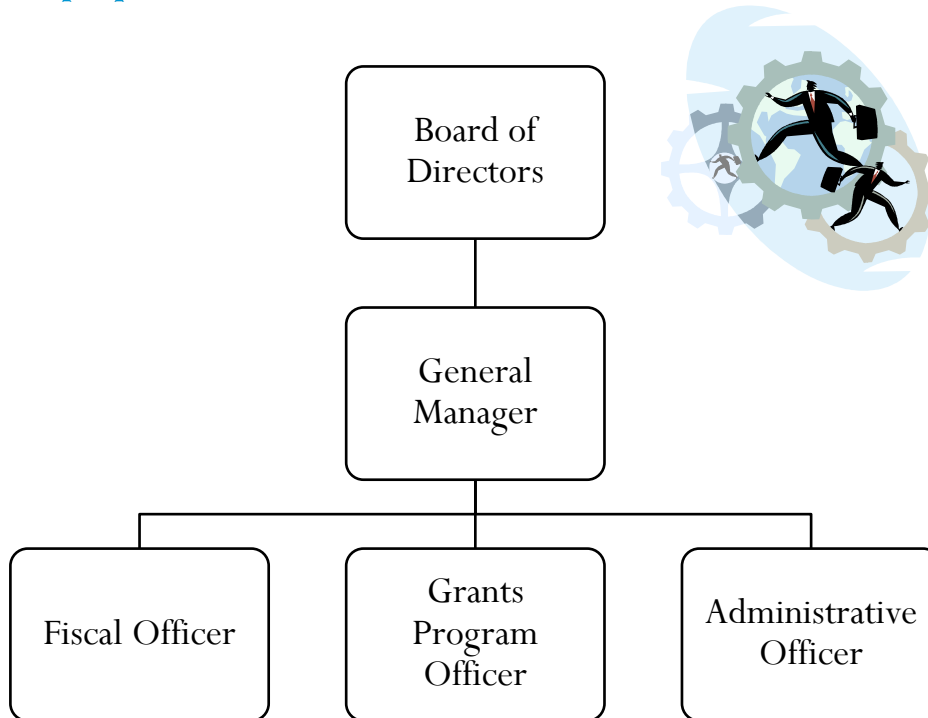 Board of
Directors
General
Manager
Fiscal Officer
Grants
Program
Officer
Administrative
Officer